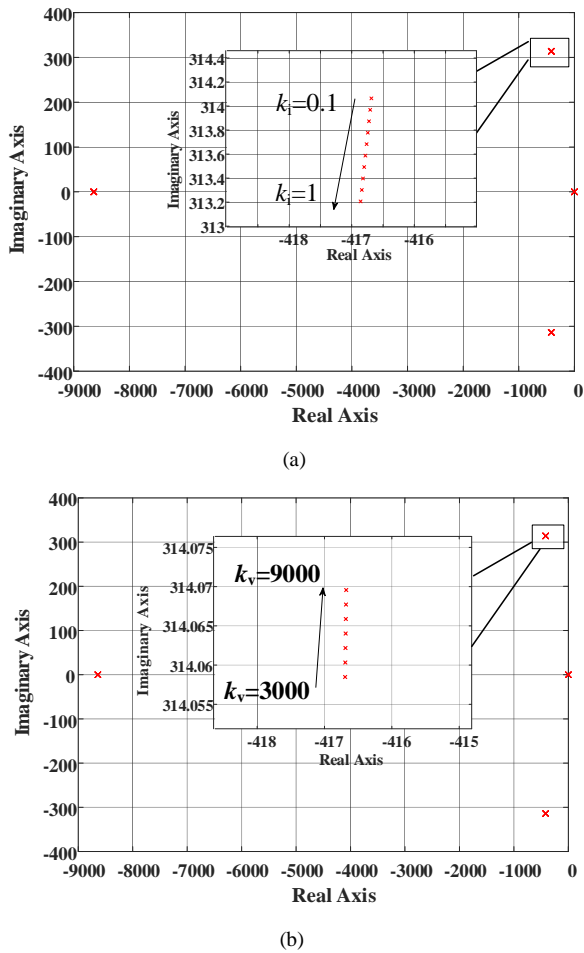 400
300
200
100
0
-100
-200
-300
-400
Imaginary Axis
314.4
314.2
314
313.8
313.6
313.4
313.2
313
Imaginary Axis
k_i=0.1
k_i=1
-418 -417 -416
Real Axis
-9000 -8000 -7000 -6000 -5000 -4000 -3000 -2000 -1000 0
Real Axis
(a)
400
300
200
100
0
-100
-200
-300
-400
Imaginary Axis
314.075
314.07
314.065
314.06
314.055
Imaginary Axis
k_v=9000
k_v=3000
-418 -417 -416 -415
Real Axis
-9000 -8000 -7000 -6000 -5000 -4000 -3000 -2000 -1000 0
Real Axis
(b)